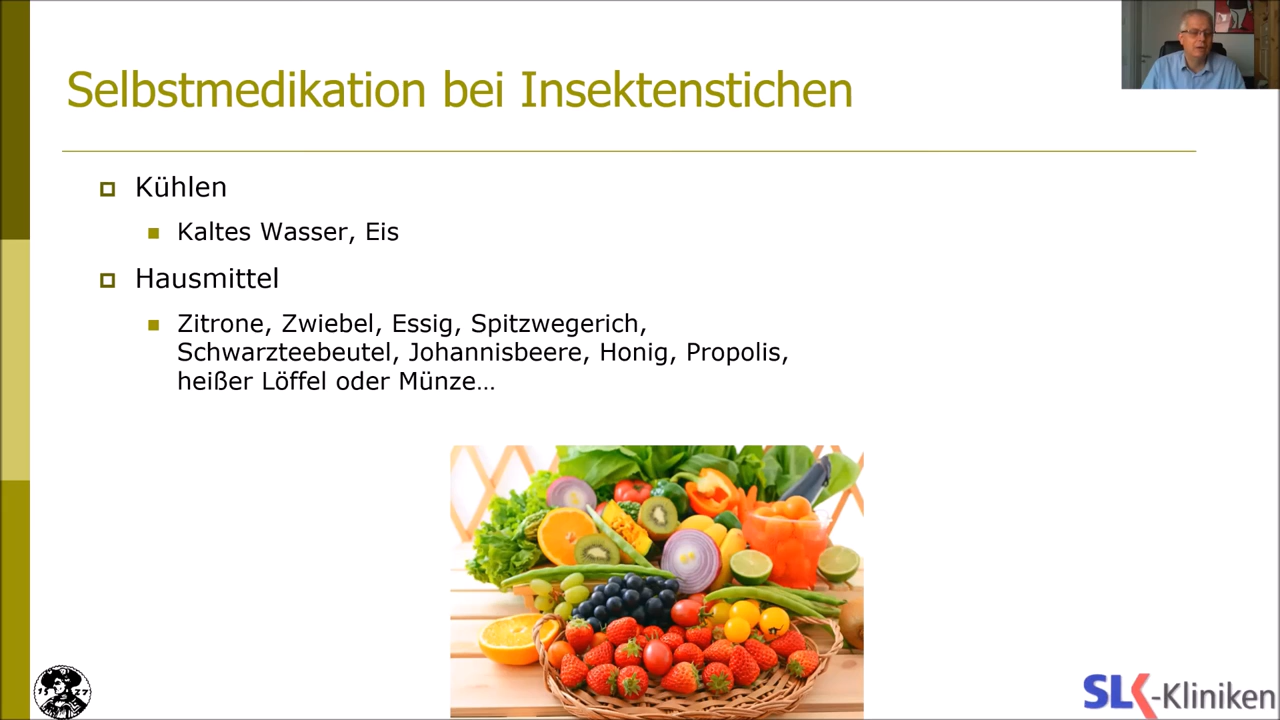 Selbstmedikation bei Insektenstichen
Kühlen
Kaltes Wasser, Eis
Hausmittel
Zitrone, Zwiebel, Essig, Spitzwegerich,
Schwarzteebeutel, Johannisbeere, Honig, Propolis,
heißer Löffel oder Münze…
1527
SLK-Kliniken